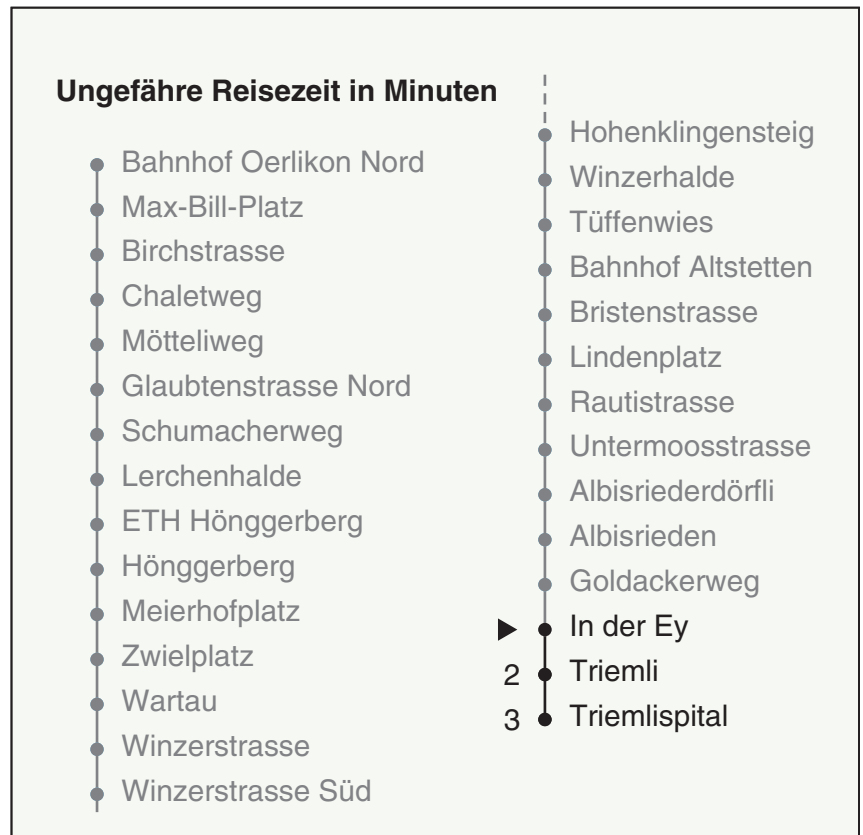 Ungefähre Reisezeit in Minuten
Bahnhof Oerlikon Nord
Max-Bill-Platz
Birchstrasse
Chaletweg
Mötteliweg
Glaubtenstrasse Nord
Schumacherweg
Lerchenhalde
ETH Hönggerberg
Hönggerberg
Meierhofplatz
Zwielplatz
Wartau
Winzerstrasse
Winzerstrasse Süd
Hohenklingensteig
Winzerhalde
Tüffenwies
Bahnhof Altstetten
Bristenstrasse
Lindenplatz
Rautistrasse
Untermoosstrasse
Albisriederdörfli
Albisrieden
Goldackerweg
In der Ey
2 Triemli
3 Triemlispital